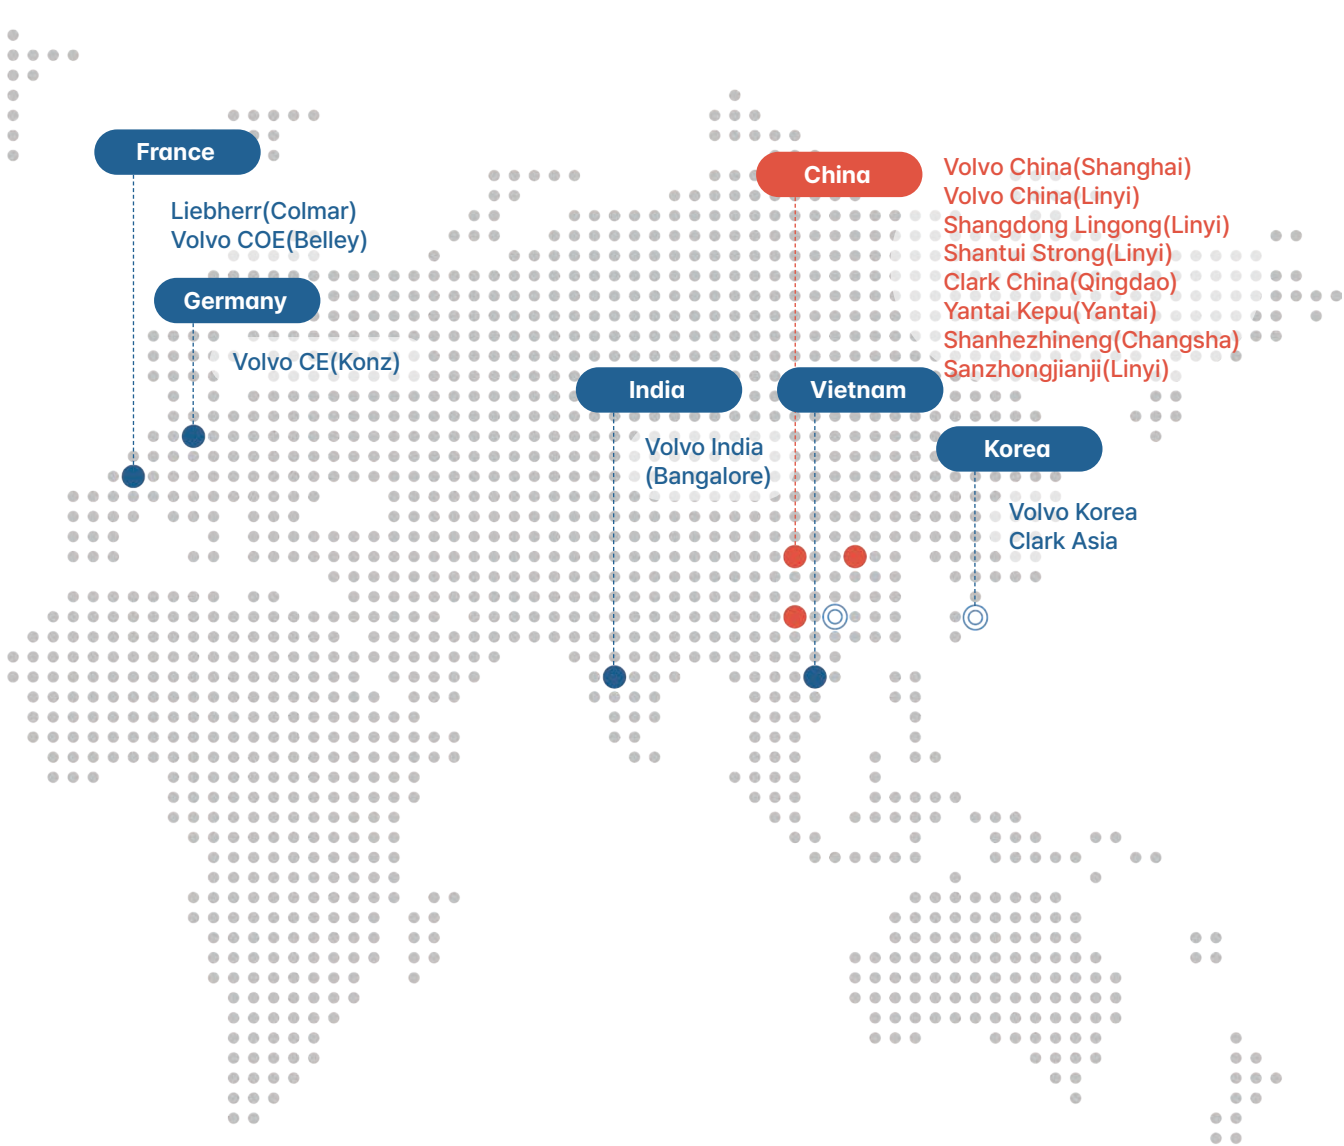 France
Liebherr(Colmar)
Volvo COE(Belley)
Germany
Volvo CE(Konz)
China
Volvo China(Shanghai)
Volvo China(Linyi)
Shangdong Lingong(Linyi)
Shantui Strong(Linyi)
Clark China(Qingdao)
Yantai Kepu(Yantai)
Shanhezhineng(Changsha)
Sanzhongjianji(Linyi)
India
Volvo India
(Bangalore)
Vietnam
Korea
Volvo Korea
Clark Asia